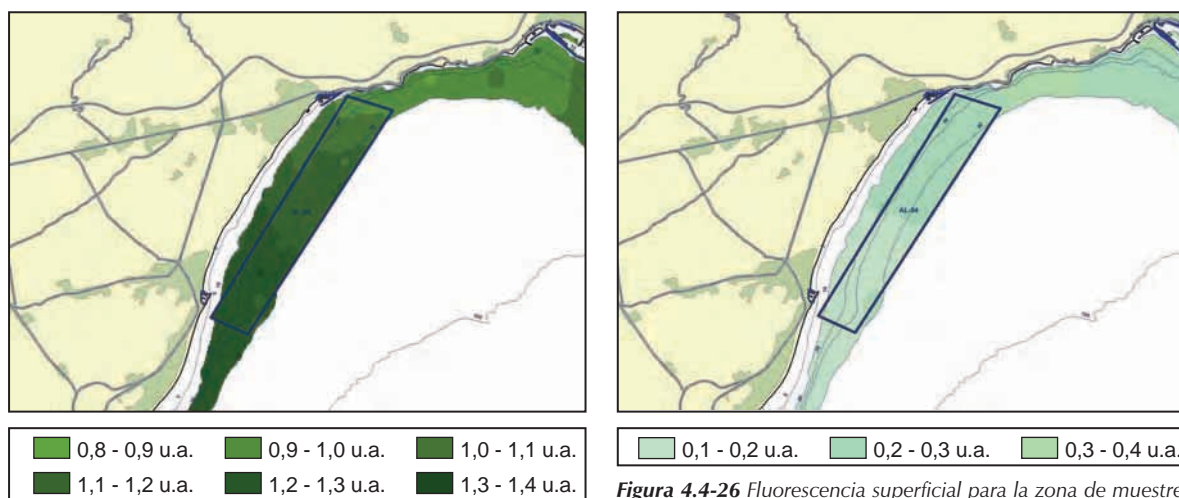 AL-04
0,8 - 0,9 u.a. 0,9 - 1,0 u.a. 1,0 - 1,1 u.a.
1,1 - 1,2 u.a. 1,2 - 1,3 u.a. 1,3 - 1,4 u.a.
0,1 - 0,2 u.a. 0,2 - 0,3 u.a. 0,3 - 0,4 u.a.
Figura 4.4-26 Fluorescencia superficial para la zona de muestre